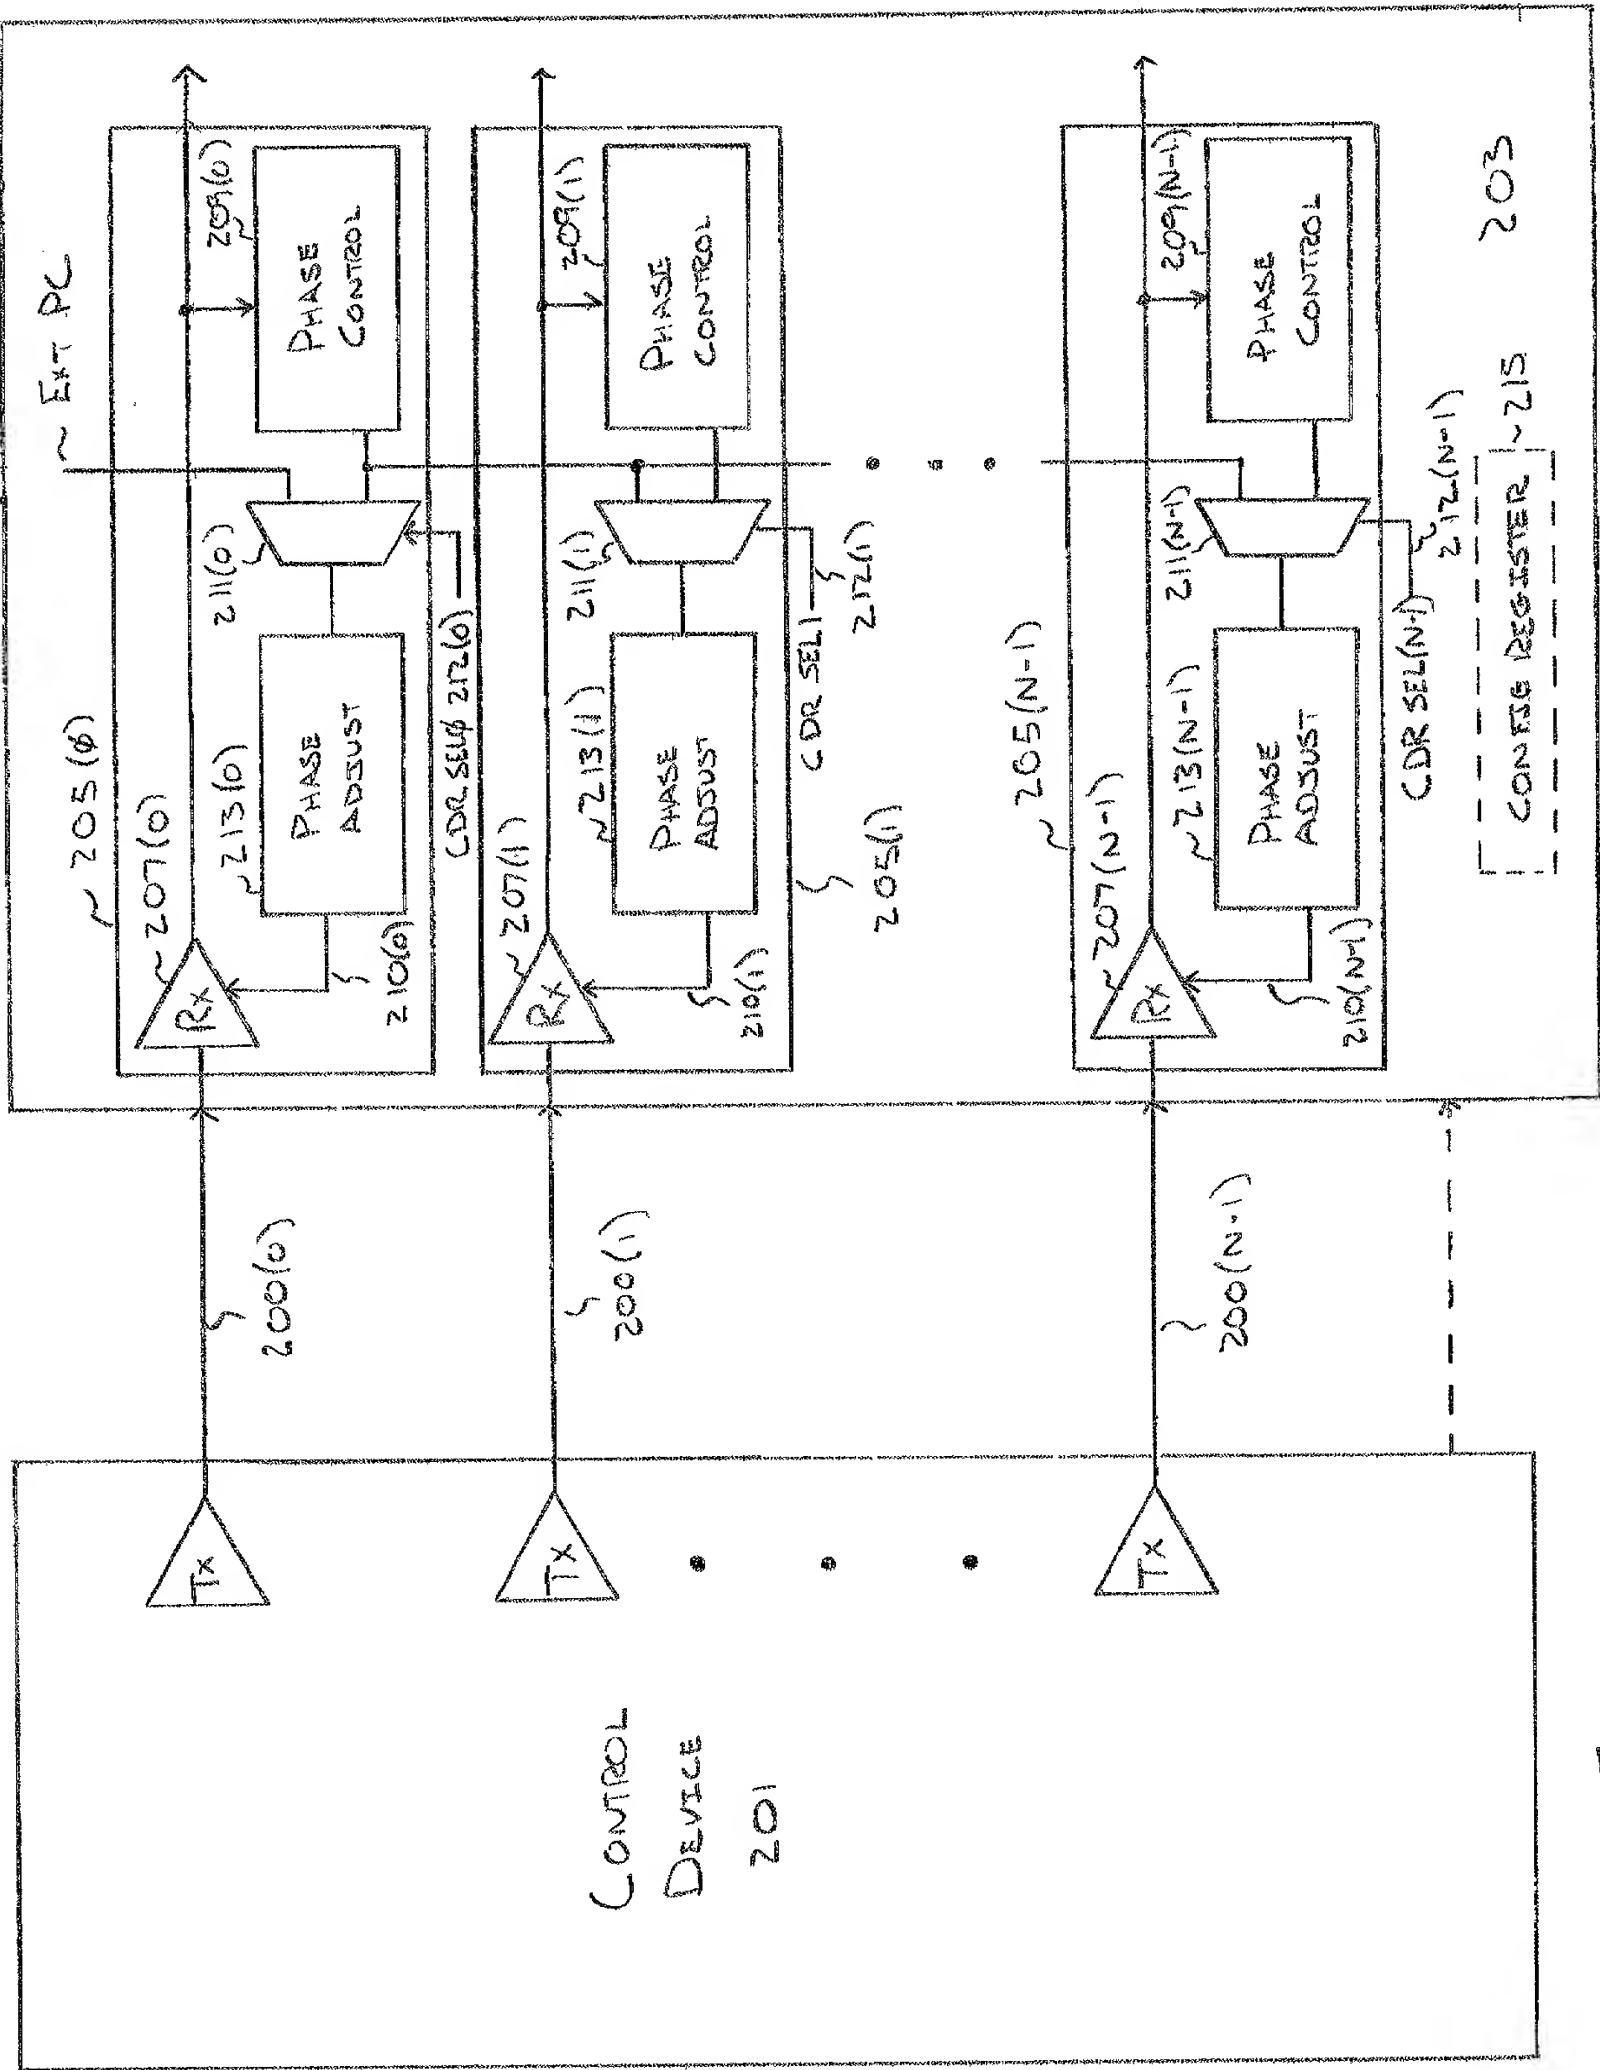 CONTROL
DEVICE
201
Tx
Tx
Tx
200(0)
200(1)
200(N-1)
EXT PC
205(0)
207(0)
Rx
210(0)
213(0)
PHASE
ADJUST
211(0)
CDR SEL0 212(0)
209(0)
PHASE
CONTROL
207(1)
Rx
210(1)
213(1)
PHASE
ADJUST
211(1)
CDR SEL1
212(1)
209(1)
PHASE
CONTROL
205(1)
205(N-1)
207(N-1)
Rx
210(N-1)
213(N-1)
PHASE
ADJUST
211(N-1)
CDR SEL(N-1)
212(N-1)
209(N-1)
PHASE
CONTROL
CONFIG REGISTER
215
203